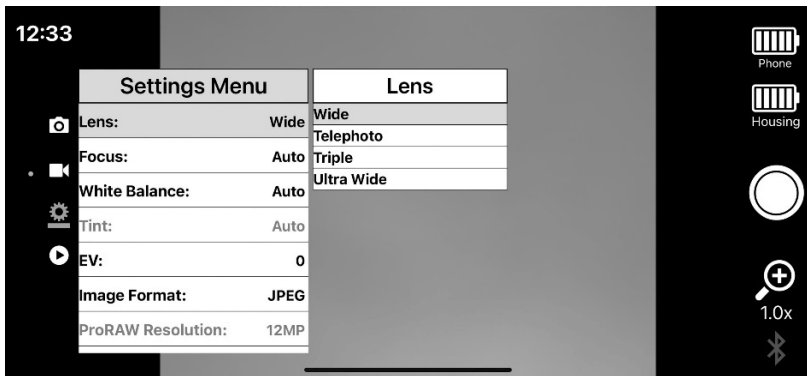 12:33
Settings Menu
Lens: Wide
Focus: Auto
White Balance: Auto
Tint: Auto
EV: 0
Image Format: JPEG
ProRAW Resolution: 12MP
Lens
Wide
Telephoto
Triple
Ultra Wide
Phone
Housing
1.0x